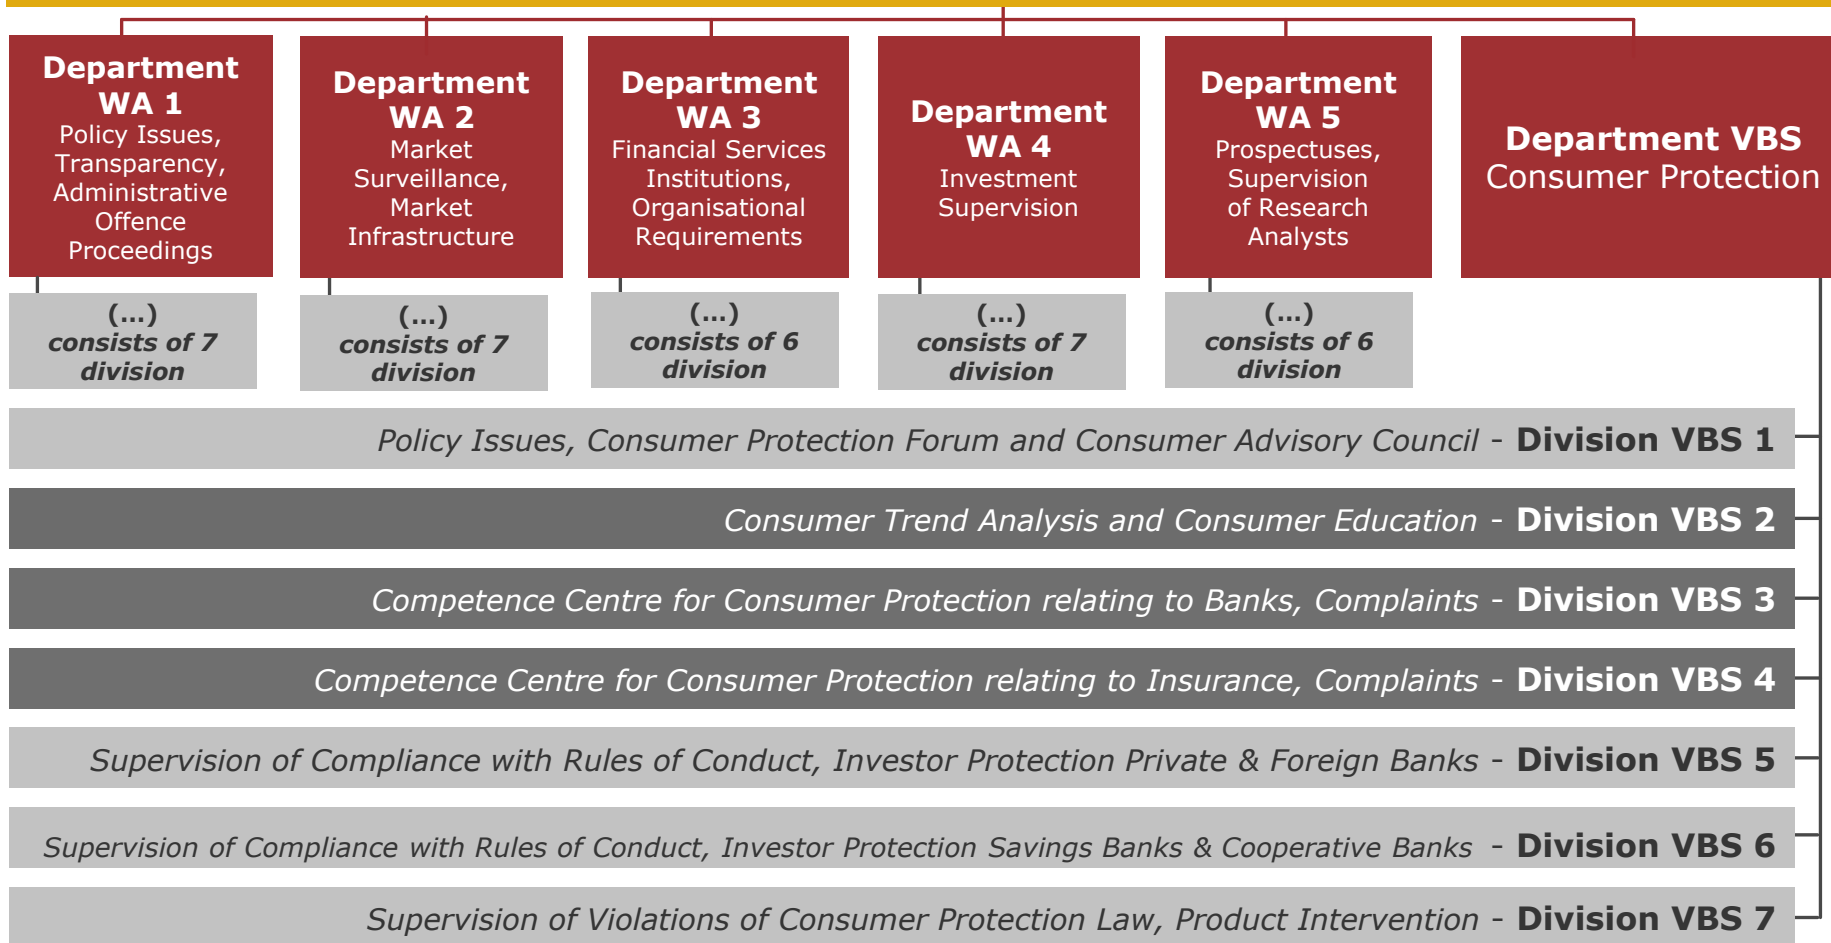 Department
WA 1
Policy Issues,
Transparency,
Administrative
Offence
Proceedings
Department
WA 2
Market
Surveillance,
Market
Infrastructure
Department
WA 3
Financial Services
Institutions,
Organisational
Requirements
Department
WA 4
Investment
Supervision
Department
WA 5
Prospectuses,
Supervision
of Research
Analysts
Department VBS
Consumer Protection
(...)
consists of 7
division
(...)
consists of 7
division
(...)
consists of 6
division
(...)
consists of 7
division
(...)
consists of 6
division
Policy Issues, Consumer Protection Forum and Consumer Advisory Council - Division VBS 1
Consumer Trend Analysis and Consumer Education - Division VBS 2
Competence Centre for Consumer Protection relating to Banks, Complaints - Division VBS 3
Competence Centre for Consumer Protection relating to Insurance, Complaints - Division VBS 4
Supervision of Compliance with Rules of Conduct, Investor Protection Private & Foreign Banks - Division VBS 5
Supervision of Compliance with Rules of Conduct, Investor Protection Savings Banks & Cooperative Banks - Division VBS 6
Supervision of Violations of Consumer Protection Law, Product Intervention - Division VBS 7